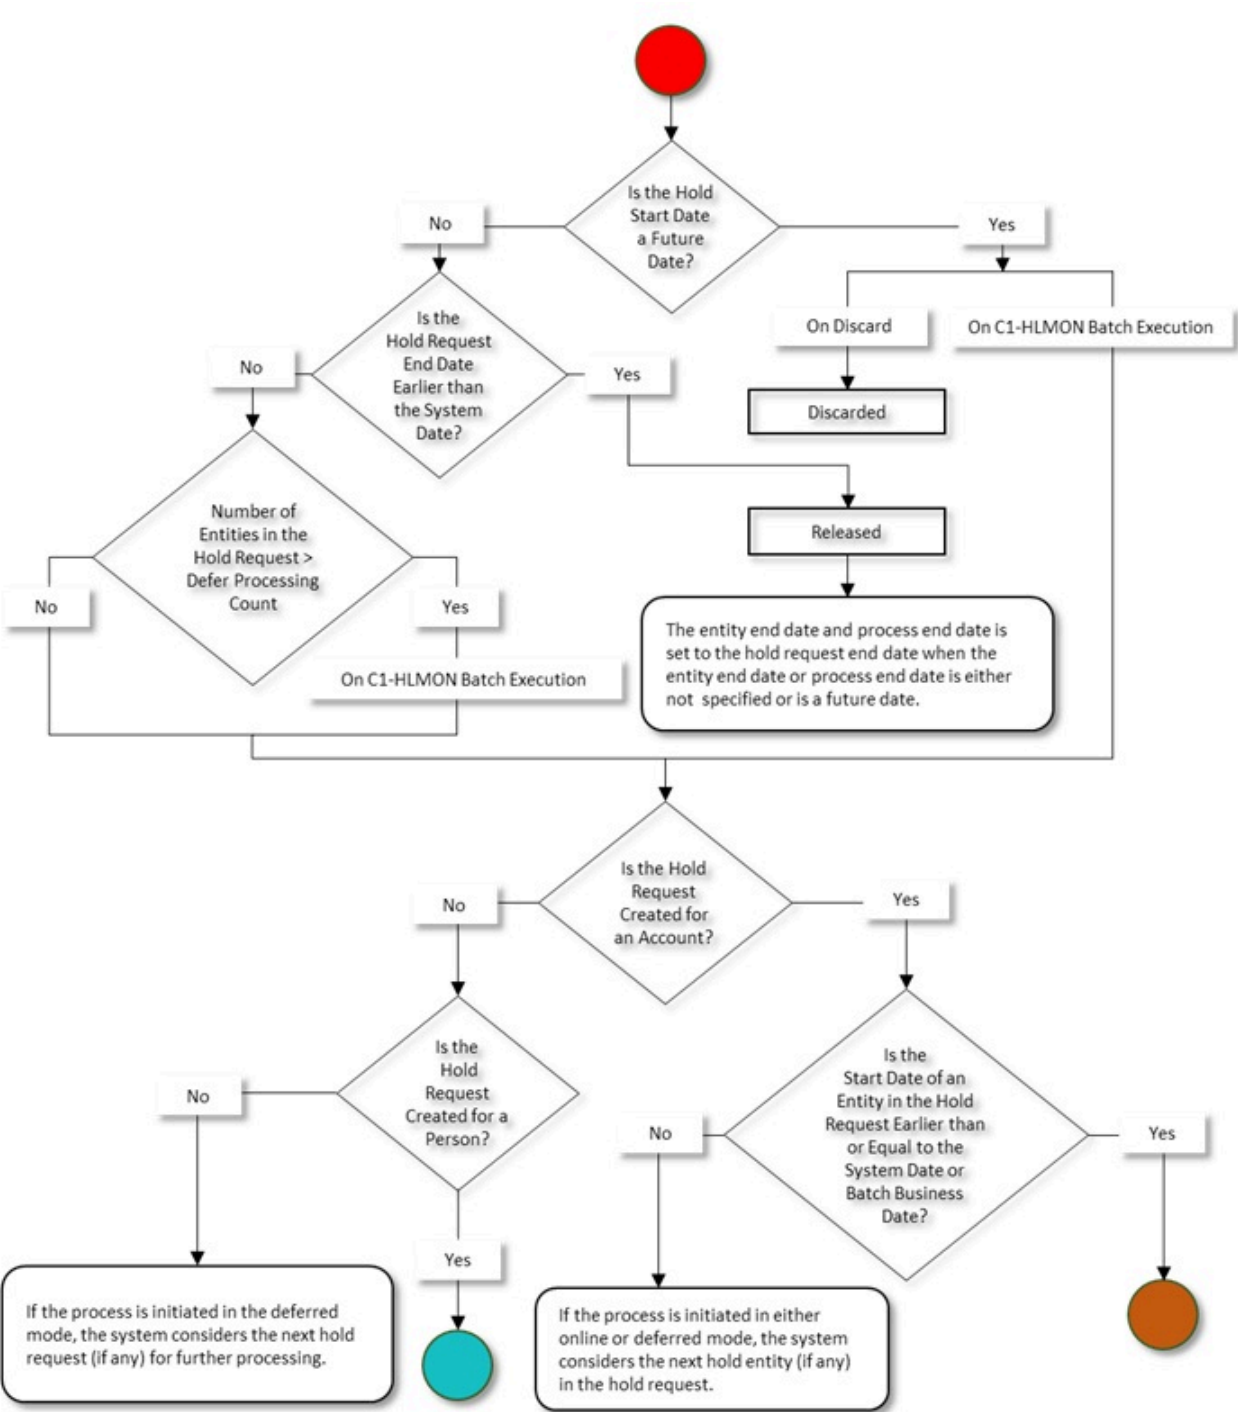 Is the Hold
Start Date
a Future
Date?
No
Yes
Is the
Hold Request
End Date
Earlier than
the System
Date?
On Discard
On C1-HLMON Batch Execution
No
Yes
Discarded
Number of
Entities in the
Hold Request >
Defer Processing
Count
Released
No
Yes
The entity end date and process end date is
set to the hold request end date when the
entity end date or process end date is either
not specified or is a future date.
On C1-HLMON Batch Execution
Is the Hold
Request
Created for
an Account?
No
Yes
Is the
Hold
Request
Created for a
Person?
Is the
Start Date of an
Entity in the Hold
Request Earlier than
or Equal to the
System Date or
Batch Business
Date?
No
No
Yes
Yes
If the process is initiated in the deferred
mode, the system considers the next hold
request (if any) for further processing.
If the process is initiated in either
online or deferred mode, the system
considers the next hold entity (if any)
in the hold request.